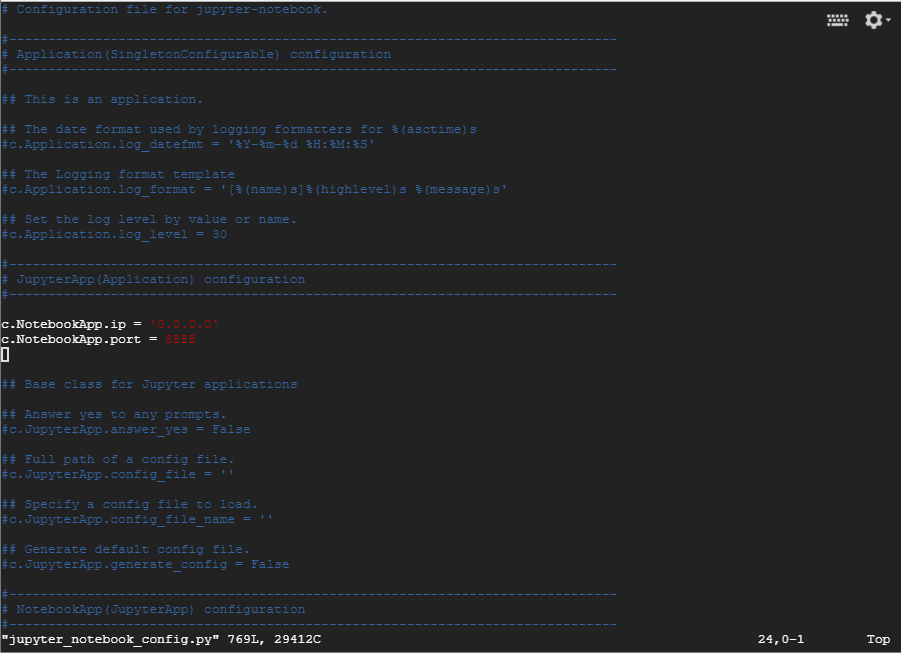 # Configuration file for jupyter-notebook.
#------------------------------------------------------------------------------
# Application(SingletonConfigurable) configuration
#------------------------------------------------------------------------------
## This is an application.
## The date format used by logging formatters for %(asctime)s
#c.Application.log_datefmt = '%Y-%m-%d %H:%M:%S'
## The Logging format template
#c.Application.log_format = '[%(name)s]%(highlevel)s %(message)s'
## Set the log level by value or name.
#c.Application.log_level = 30
#------------------------------------------------------------------------------
# JupyterApp(Application) configuration
#------------------------------------------------------------------------------
c.NotebookApp.ip = '0.0.0.0'
c.NotebookApp.port = 8888
## Base class for Jupyter applications
## Answer yes to any prompts.
#c.JupyterApp.answer_yes = False
## Full path of a config file.
#c.JupyterApp.config_file = ''
## Specify a config file to load.
#c.JupyterApp.config_file_name = ''
## Generate default config file.
#c.JupyterApp.generate_config = False
#------------------------------------------------------------------------------
# NotebookApp(JupyterApp) configuration
#------------------------------------------------------------------------------
"jupyter_notebook_config.py" 769L, 29412C 24,0-1 Top